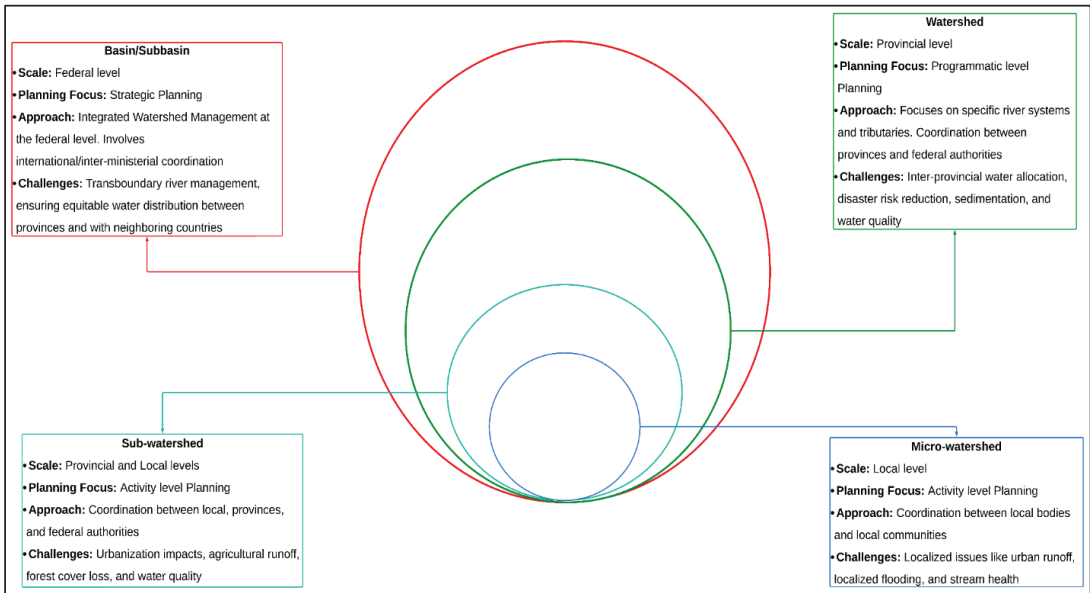 Basin/Subbasin
•Scale: Federal level
•Planning Focus: Strategic Planning
•Approach: Integrated Watershed Management at
the federal level. Involves
international/inter-ministerial coordination
•Challenges: Transboundary river management,
ensuring equitable water distribution between
provinces and with neighboring countries
Watershed
•Scale: Provincial level
•Planning Focus: Programmatic level
Planning
•Approach: Focuses on specific river systems
and tributaries. Coordination between
provinces and federal authorities
•Challenges: Inter-provincial water allocation,
disaster risk reduction, sedimentation, and
water quality
Sub-watershed
•Scale: Provincial and Local levels
•Planning Focus: Activity level Planning
•Approach: Coordination between local, provinces,
and federal authorities
•Challenges: Urbanization impacts, agricultural runoff,
forest cover loss, and water quality
Micro-watershed
•Scale: Local level
•Planning Focus: Activity level Planning
•Approach: Coordination between local bodies
and local communities
•Challenges: Localized issues like urban runoff,
localized flooding, and stream health